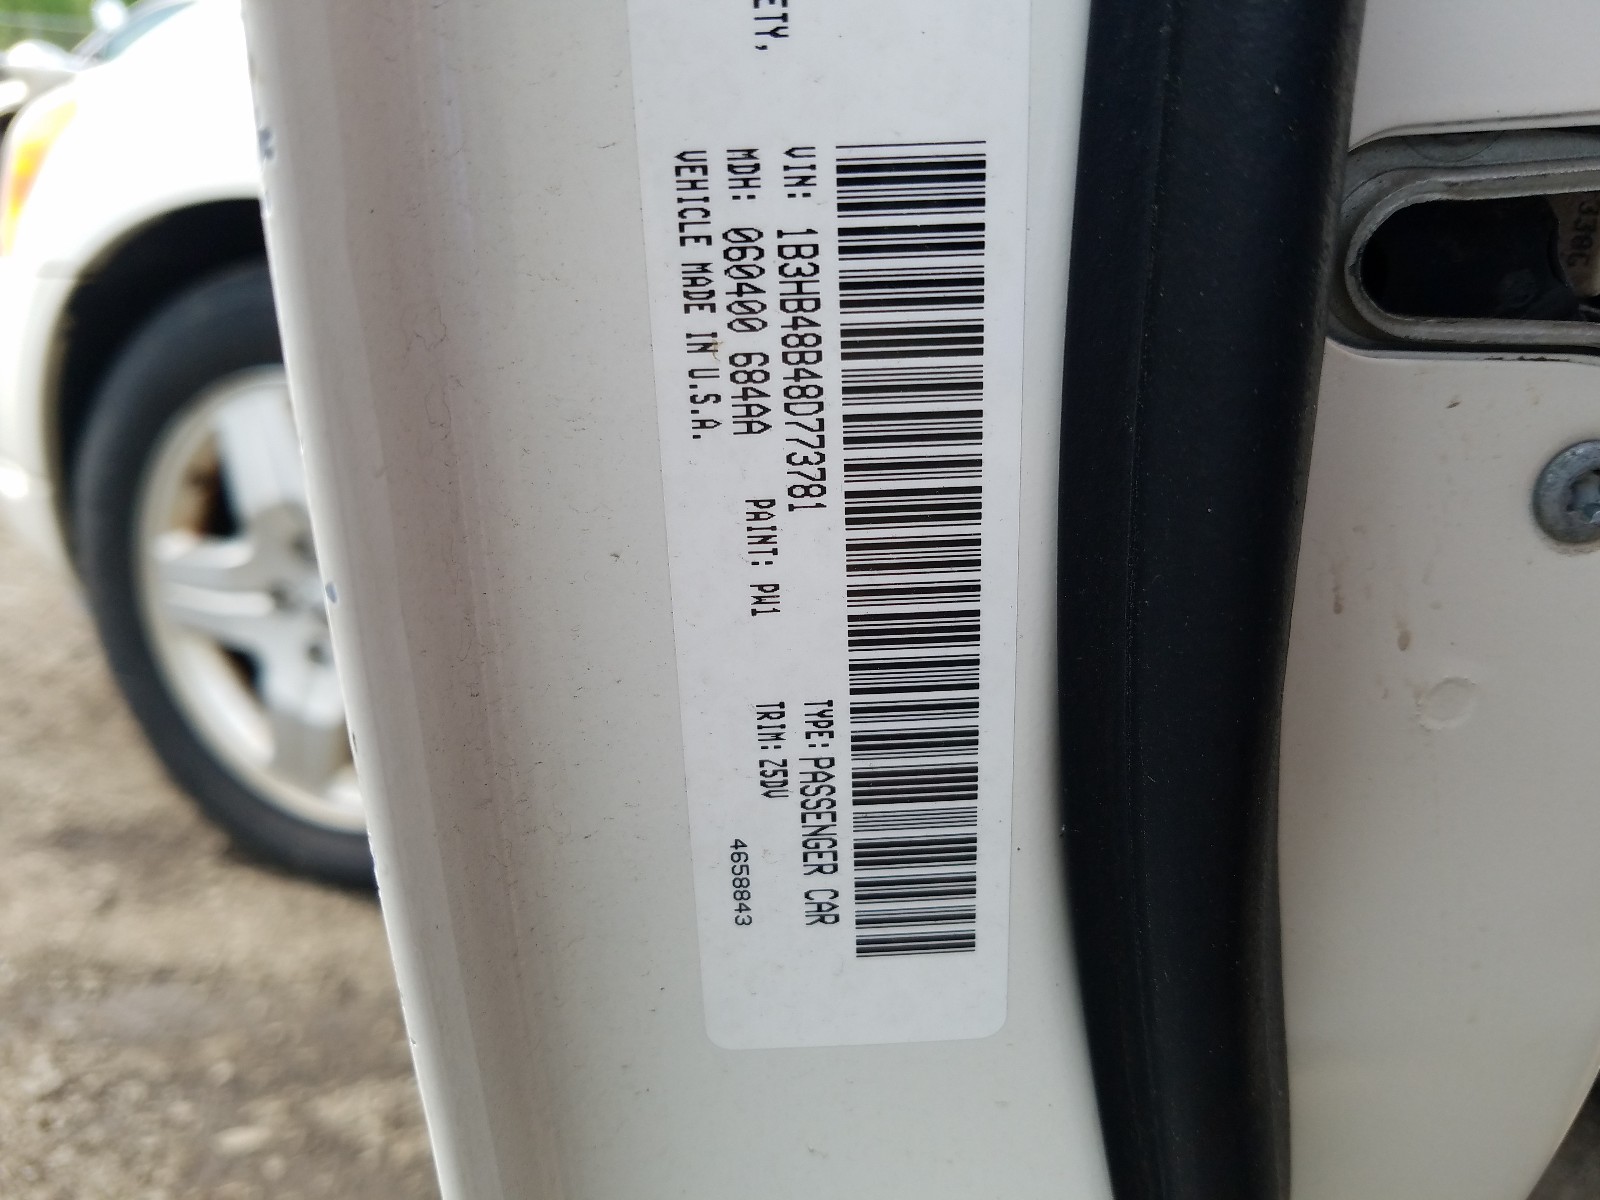 ETY,
VIN: 1B3HB48B48D773781 TYPE: PASSENGER CAR
MDH: 060400 684AA PAINT: PW1 TRIM: Z5DV
VEHICLE MADE IN U.S.A. 4658843